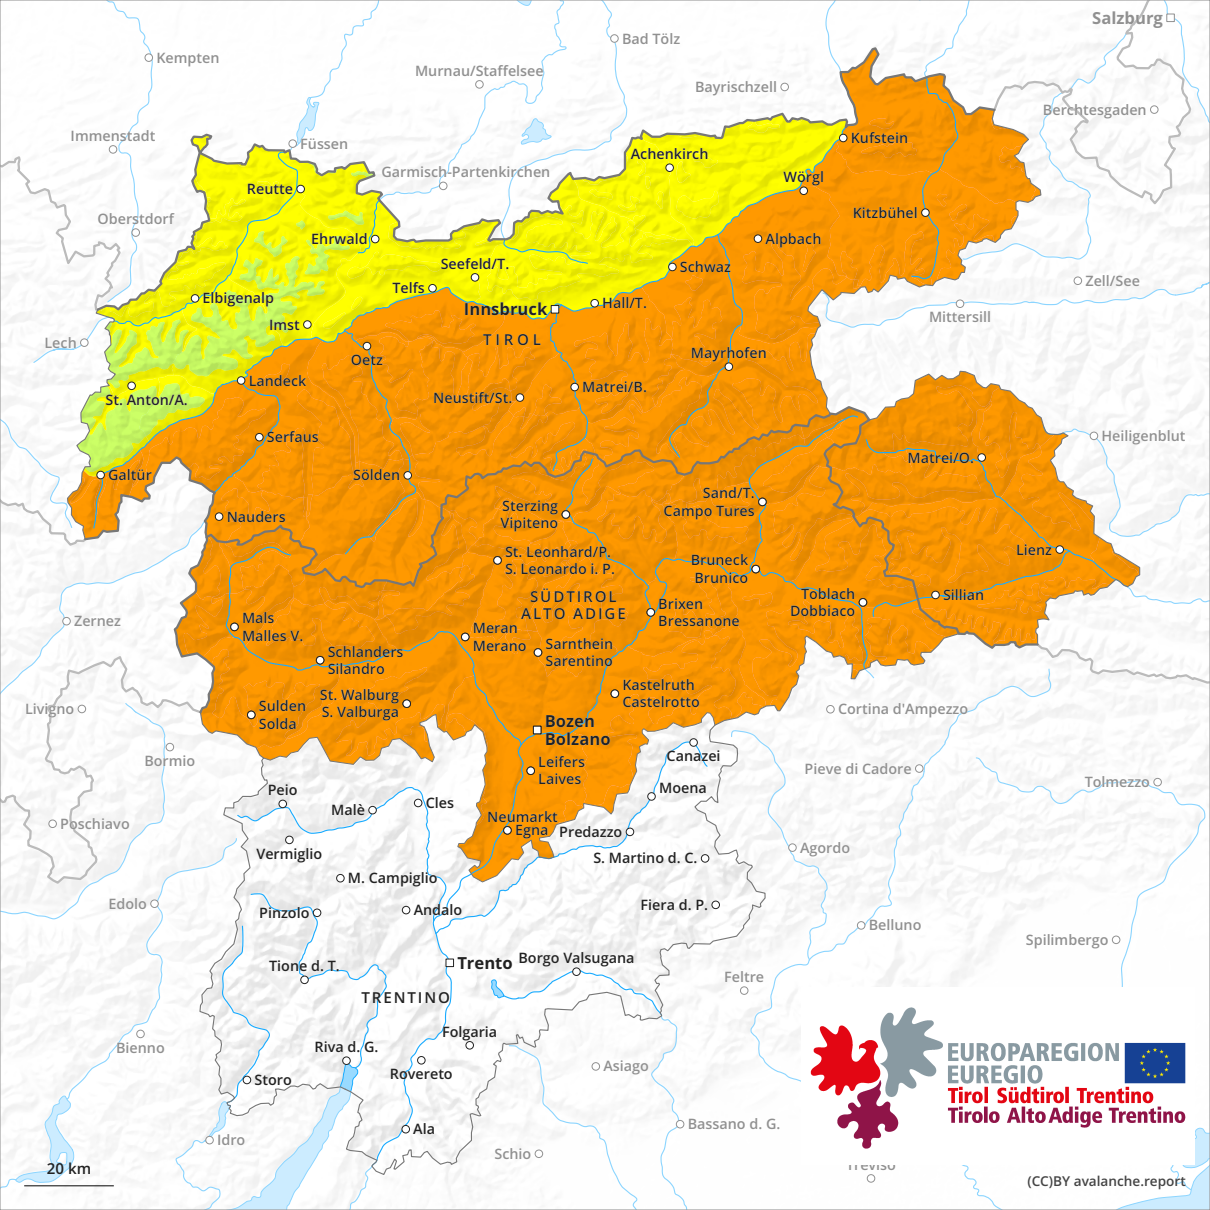 Salzburg
Bad Tölz
Kempten
Murnau/Staffelsee
Bayrischzell
Berchtesgaden
Immenstadt
Füssen
Kufstein
Achenkirch
Garmisch-Partenkirchen
Wörgl
Reutte
Oberstdorf
Kitzbühel
Ehrwald
Alpbach
Seefeld/T.
Schwaz
Zell/See
Telfs
Elbigenalp
Hall/T.
Innsbruck
Mittersill
Imst
TIROL
Lech
Oetz
Mayrhofen
Landeck
Matrei/B.
St. Anton/A.
Neustift/St.
Serfaus
Heiligenblut
Matrei/O.
Galtür
Sölden
Sand/T.
Campo Tures
Sterzing
Vipiteno
Nauders
Lienz
St. Leonhard/P.
S. Leonardo i. P.
Bruneck
Brunico
SÜDTIROL
ALTO ADIGE
Toblach
Dobbiaco
Sillian
Brixen
Bressanone
Zernez
Mals
Malles V.
Meran
Merano
Sarnthein
Sarentino
Schlanders
Silandro
Kastelruth
Castelrotto
St. Walburg
S. Valburga
Livigno
Sulden
Solda
Cortina d'Ampezzo
Bozen
Bolzano
Bormio
Canazei
Leifers
Laives
Pieve di Cadore
Tolmezzo
Peio
Moena
Malè
Cles
Neumarkt
Egna
Poschiavo
Predazzo
Vermiglio
Agordo
S. Martino d. C.
M. Campiglio
Edolo
Pinzolo
Andalo
Fiera d. P.
Belluno
Spilimbergo
Trento
Borgo Valsugana
Tione d. T.
Feltre
TRENTINO
Folgaria
Bienno
Riva d. G.
Rovereto
Asiago
Storo
EUROPAREGION
EUREGIO
Tirol Südtirol Trentino
Tirolo Alto Adige Trentino
Ala
Bassano d. G.
Idro
Schio
Treviso
20 km
(CC)BY avalanche.report